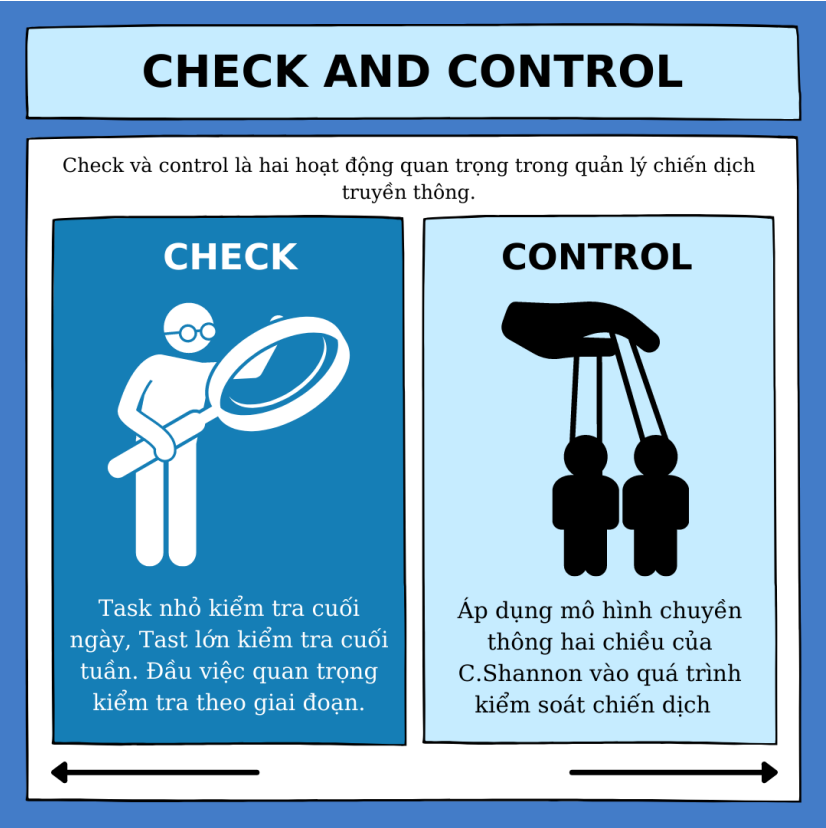 CHECK AND CONTROL
Check và control là hai hoạt động quan trọng trong quản lý chiến dịch
truyền thông.
CHECK
Task nhỏ kiểm tra cuối
ngày, Tast lớn kiểm tra cuối
tuần. Đầu việc quan trọng
kiểm tra theo giai đoạn.
CONTROL
Áp dụng mô hình chuyền
thông hai chiều của
C.Shannon vào quá trình
kiểm soát chiến dịch